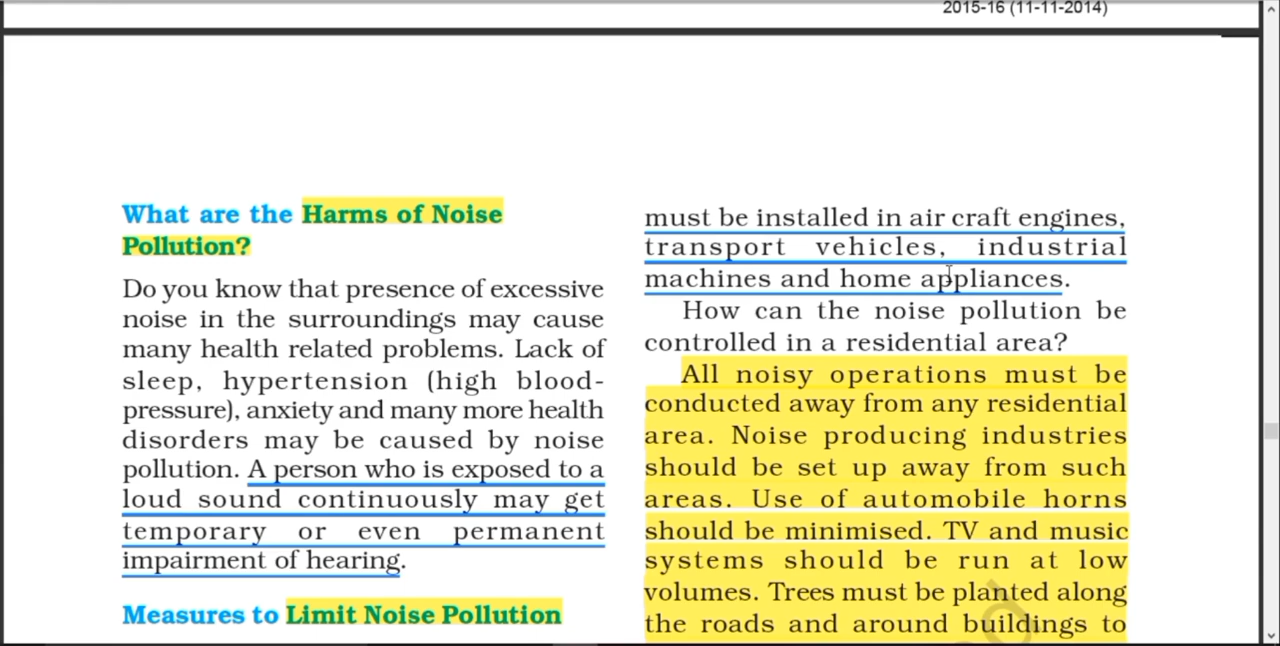 2015-16 (11-11-2014)
What are the Harms of Noise
Pollution?
Do you know that presence of excessive
noise in the surroundings may cause
many health related problems. Lack of
sleep, hypertension (high blood-
pressure), anxiety and many more health
disorders may be caused by noise
pollution. A person who is exposed to a
loud sound continuously may get
temporary or even permanent
impairment of hearing.
Measures to Limit Noise Pollution
must be installed in air craft engines,
transport vehicles, industrial
machines and home appliances.
How can the noise pollution be
controlled in a residential area?
All noisy operations must be
conducted away from any residential
area. Noise producing industries
should be set up away from such
areas. Use of automobile horns
should be minimised. TV and music
systems should be run at low
volumes. Trees must be planted along
the roads and around buildings to